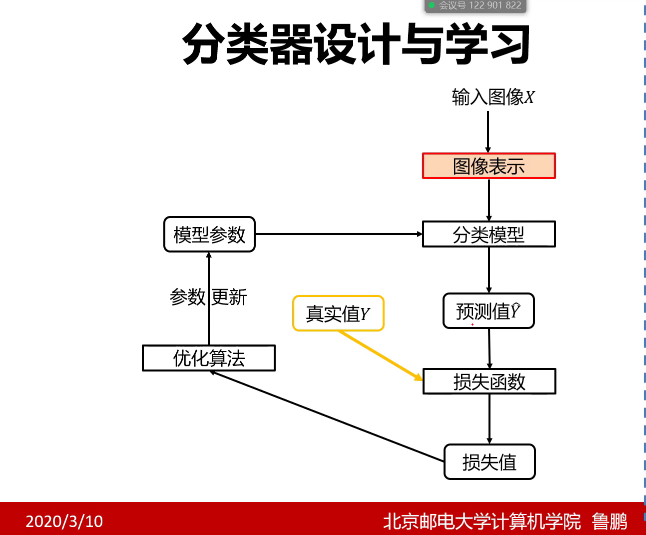 会议号 122 901 822
分类器设计与学习
输入图像X
图像表示
模型参数
分类模型
参数 更新
真实值Y
预测值Ŷ
优化算法
损失函数
损失值
2020/3/10
北京邮电大学计算机学院 鲁鹏